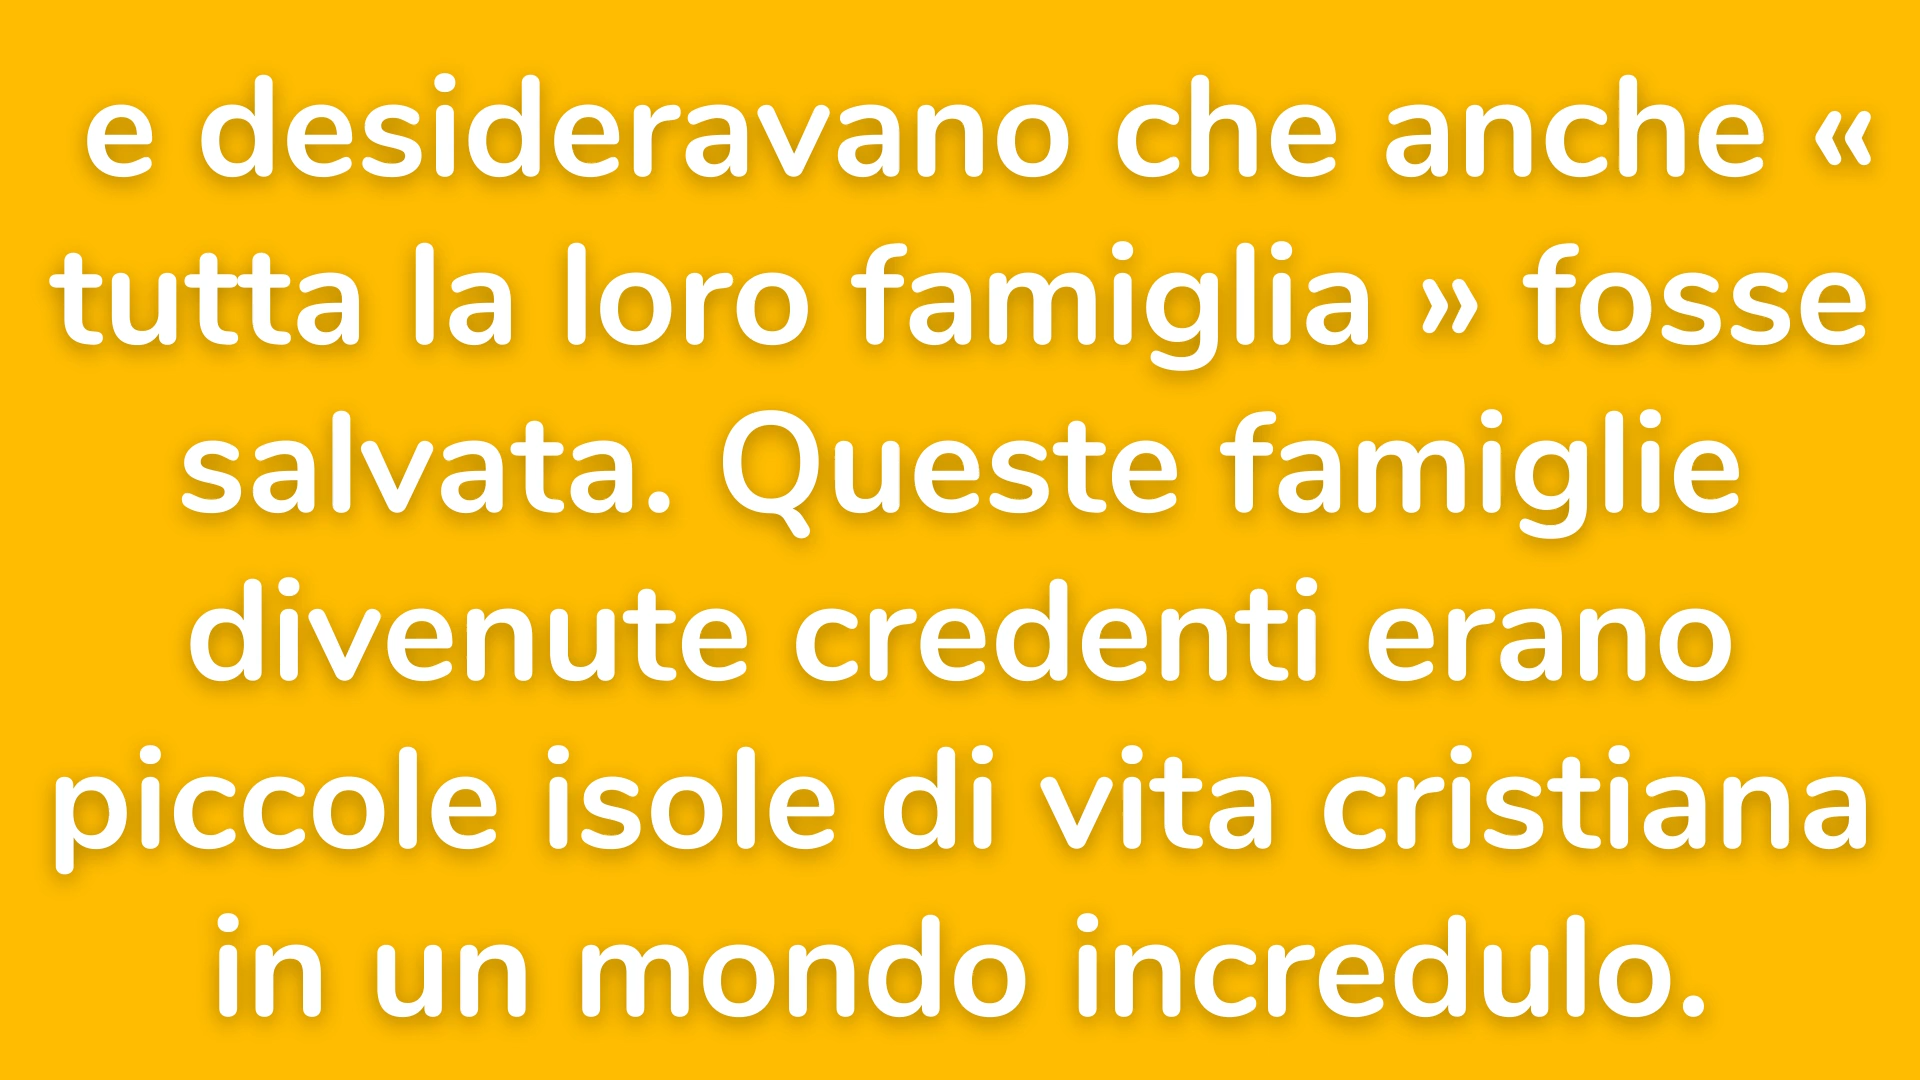 e desideravano che anche «
tutta la loro famiglia » fosse
salvata. Queste famiglie
divenute credenti erano
piccole isole di vita cristiana
in un mondo incredulo.